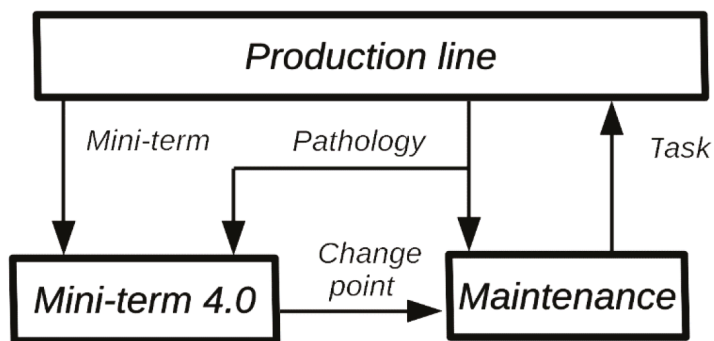 Production line
Mini-term
Pathology
Task
Change
point
Mini-term 4.0
Maintenance